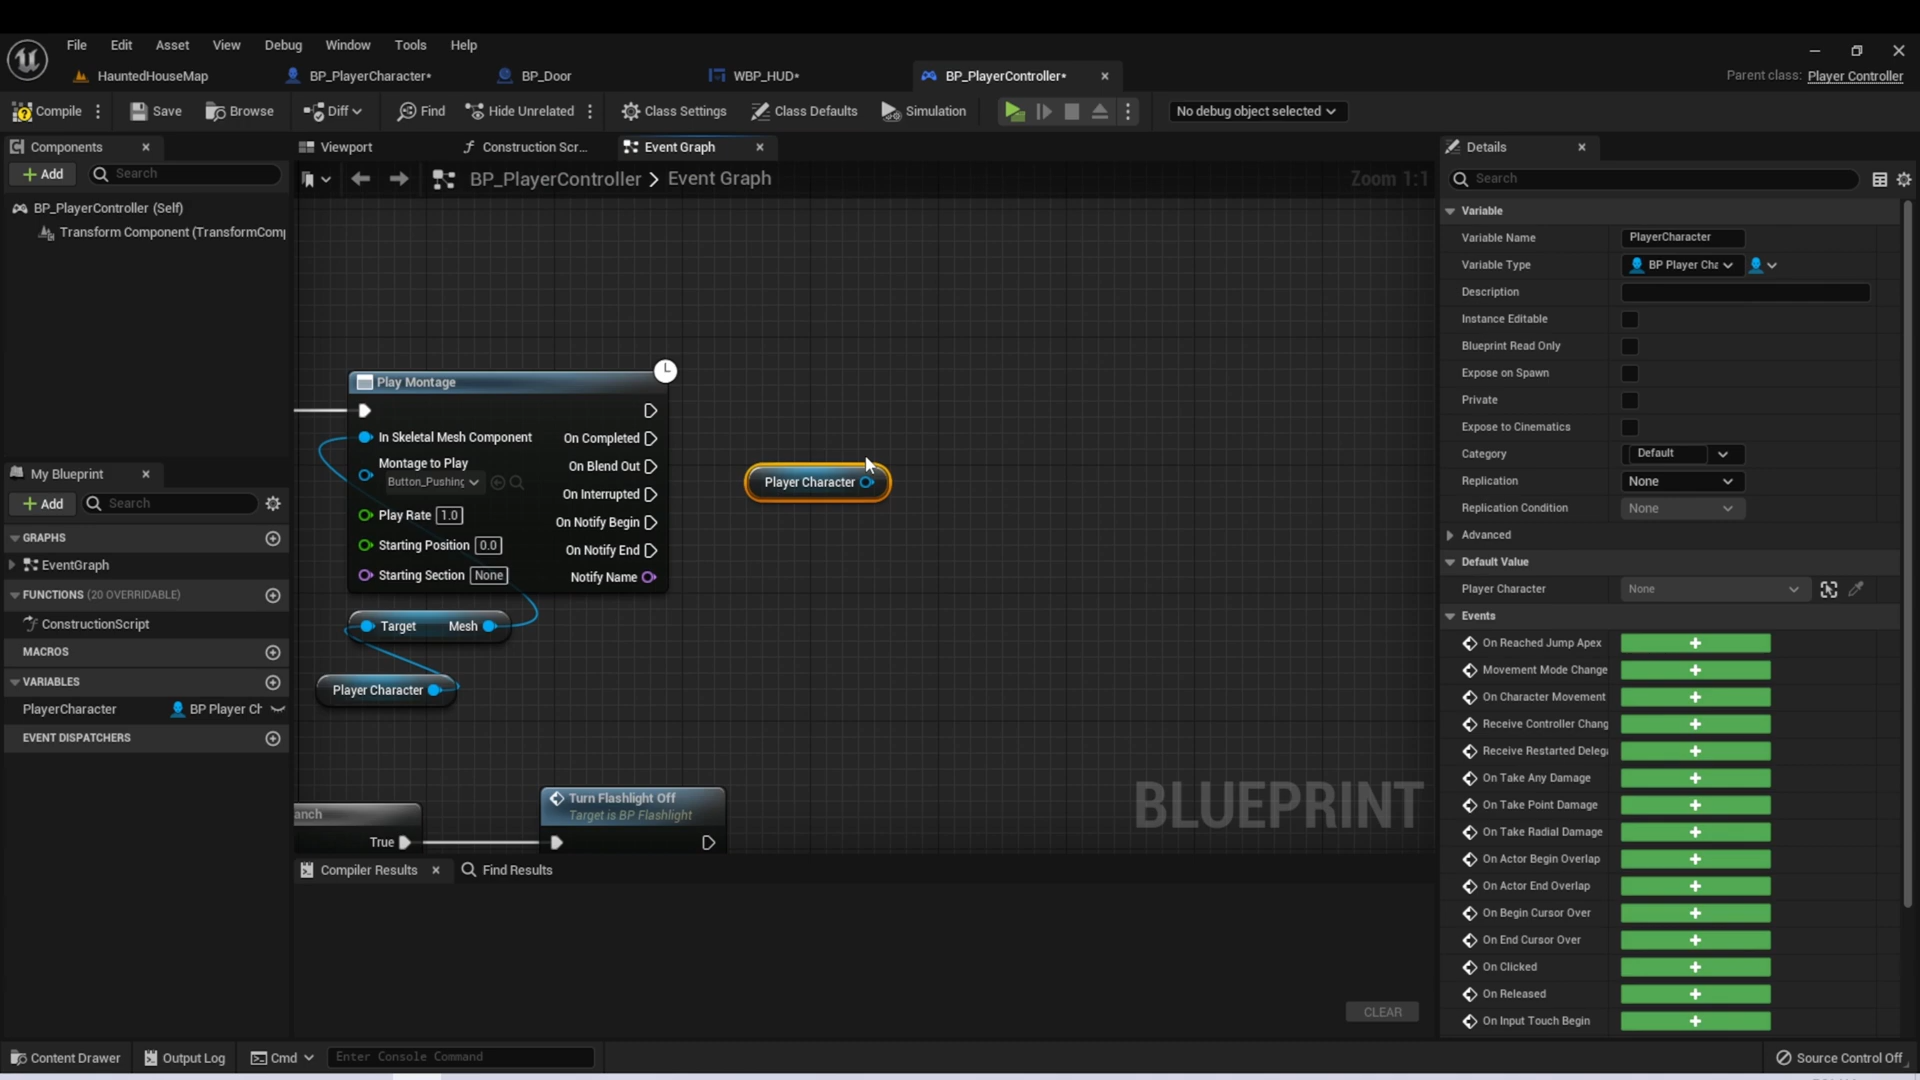 File Edit Asset View Debug Window Tools Help
HauntedHouseMap BP_PlayerCharacter* BP_Door WBP_HUD* BP_PlayerController* Parent class: Player Controller
Compile Save Browse Diff Find Hide Unrelated Class Settings Class Defaults Simulation No debug object selected
Components
Add Search
BP_PlayerController (Self)
Transform Component (TransformComp
My Blueprint
Add Search
GRAPHS
EventGraph
FUNCTIONS (20 OVERRIDABLE)
ConstructionScript
MACROS
VARIABLES
PlayerCharacter BP Player Ch
EVENT DISPATCHERS
Viewport Construction Scr... Event Graph
BP_PlayerController > Event Graph Zoom 1:1
Play Montage
In Skeletal Mesh Component On Completed
Montage to Play On Blend Out
Button_Pushing
On Interrupted
Play Rate 1.0 On Notify Begin
Starting Position 0.0 On Notify End
Starting Section None Notify Name
Target Mesh
Player Character
Player Character
anch
True
Turn Flashlight Off
Target is BP Flashlight
BLUEPRINT
Compiler Results Find Results
CLEAR
Details
Search
Variable
Variable Name PlayerCharacter
Variable Type BP Player Cha
Description
Instance Editable
Blueprint Read Only
Expose on Spawn
Private
Expose to Cinematics
Category Default
Replication None
Replication Condition None
Advanced
Default Value
Player Character None
Events
On Reached Jump Apex
Movement Mode Change
On Character Movement
Receive Controller Chang
Receive Restarted Deleg
On Take Any Damage
On Take Point Damage
On Take Radial Damage
On Actor Begin Overlap
On Actor End Overlap
On Begin Cursor Over
On End Cursor Over
On Clicked
On Released
On Input Touch Begin
Content Drawer Output Log Cmd Enter Console Command Source Control Off